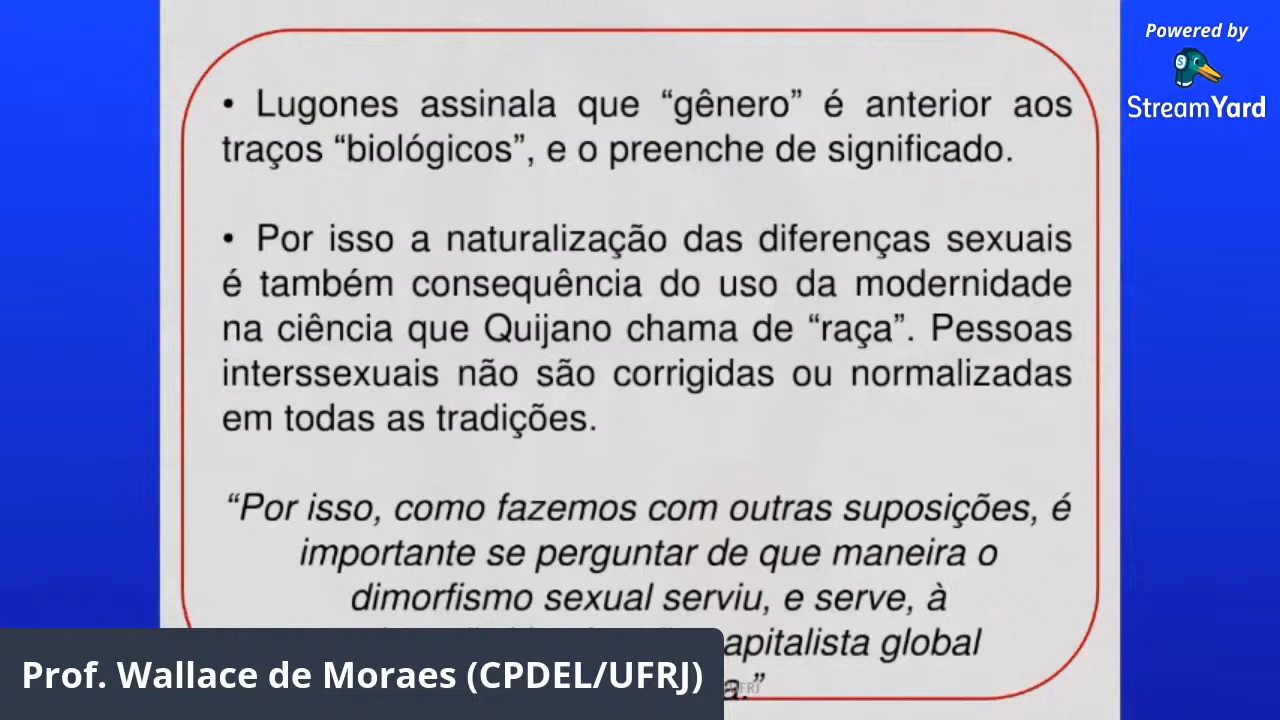 Powered by
StreamYard
• Lugones assinala que “gênero” é anterior aos
traços “biológicos”, e o preenche de significado.
• Por isso a naturalização das diferenças sexuais
é também consequência do uso da modernidade
na ciência que Quijano chama de “raça”. Pessoas
interssexuais não são corrigidas ou normalizadas
em todas as tradições.
“Por isso, como fazemos com outras suposições, é
importante se perguntar de que maneira o
dimorfismo sexual serviu, e serve, à
apitalista global
a.”
Prof. Wallace de Moraes (CPDEL/UFRJ)